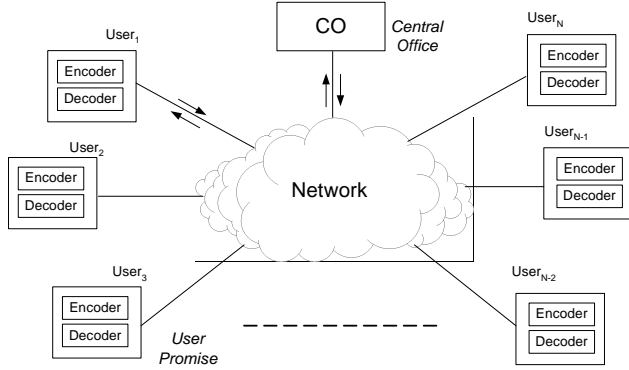 CO
Central
Office
User1
Encoder
Decoder
UserN
Encoder
Decoder
User2
Encoder
Decoder
UserN-1
Encoder
Decoder
Network
User3
Encoder
Decoder
UserN-2
Encoder
Decoder
User
Promise